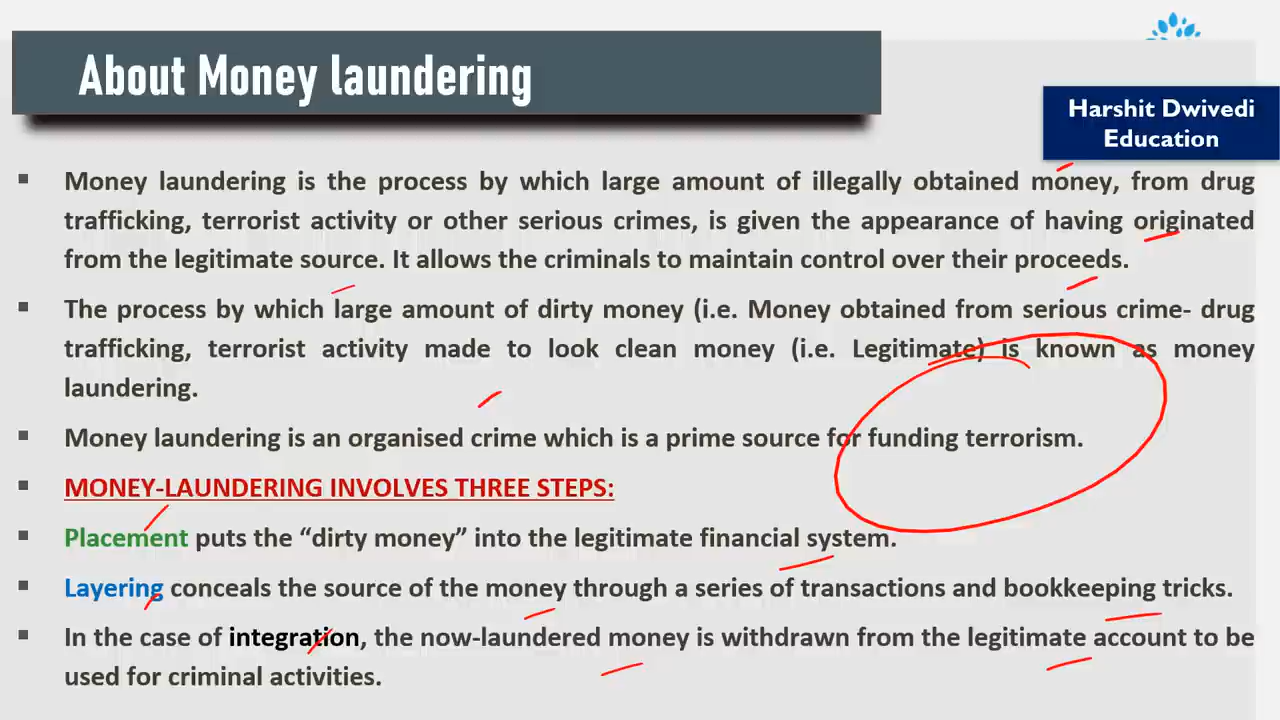 About Money laundering
Harshit Dwivedi
Education
▪ Money laundering is the process by which large amount of illegally obtained money, from drug
trafficking, terrorist activity or other serious crimes, is given the appearance of having originated
from the legitimate source. It allows the criminals to maintain control over their proceeds.
▪ The process by which large amount of dirty money (i.e. Money obtained from serious crime- drug
trafficking, terrorist activity made to look clean money (i.e. Legitimate) is known as money
laundering.
▪ Money laundering is an organised crime which is a prime source for funding terrorism.
▪ MONEY-LAUNDERING INVOLVES THREE STEPS:
▪ Placement puts the “dirty money” into the legitimate financial system.
▪ Layering conceals the source of the money through a series of transactions and bookkeeping tricks.
▪ In the case of integration, the now-laundered money is withdrawn from the legitimate account to be
used for criminal activities.